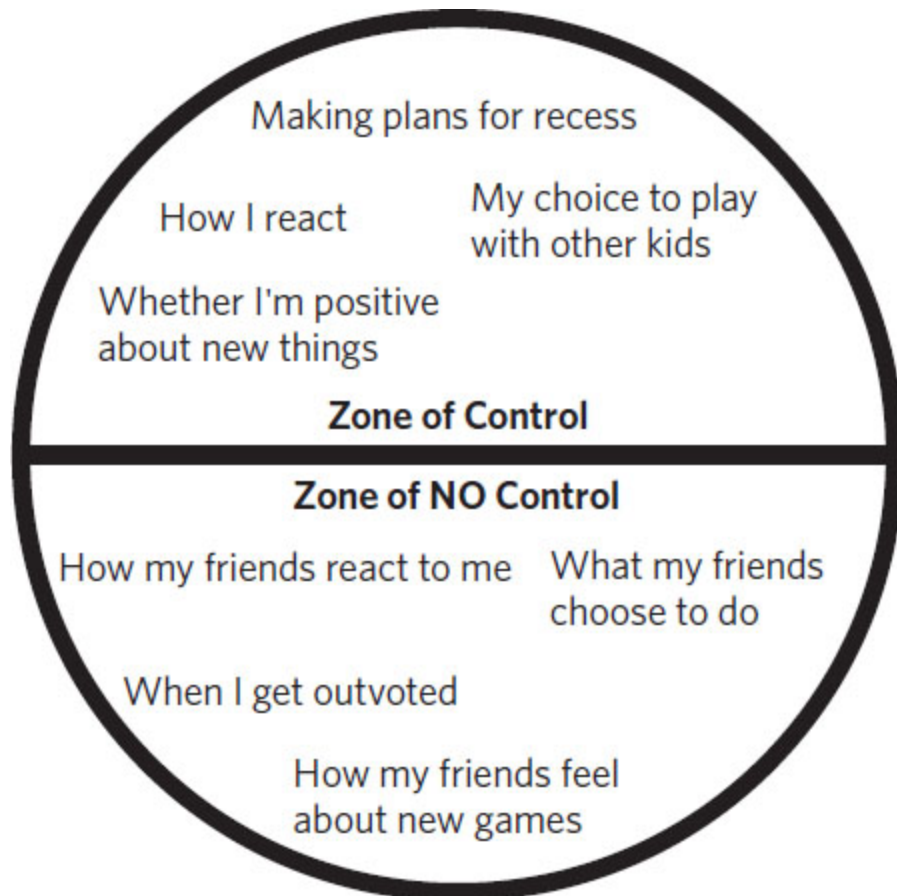 Making plans for recess
How I react
My choice to play
with other kids
Whether I'm positive
about new things
Zone of Control
Zone of NO Control
How my friends react to me
What my friends
choose to do
When I get outvoted
How my friends feel
about new games